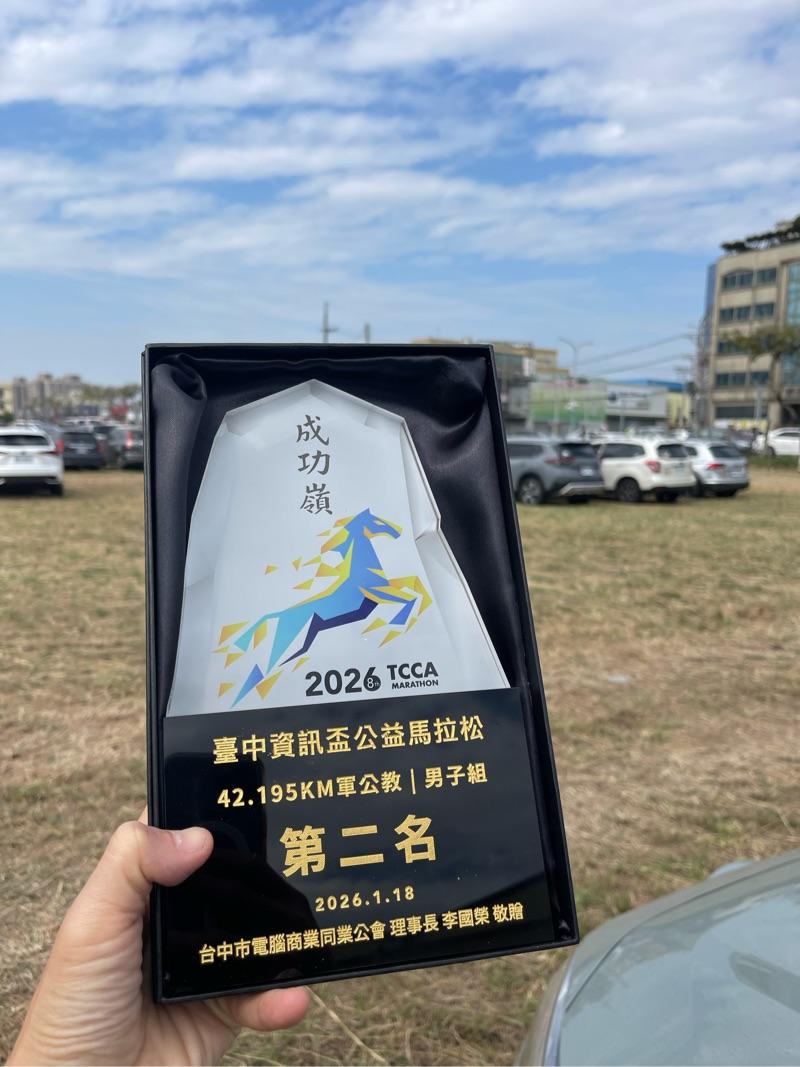 成功嶺
2026 8th TCCA
MARATHON
臺中資訊盃公益馬拉松
42.195KM軍公教 | 男子組
第二名
2026.1.18
台中市電腦商業同業公會 理事長 李國榮 敬贈